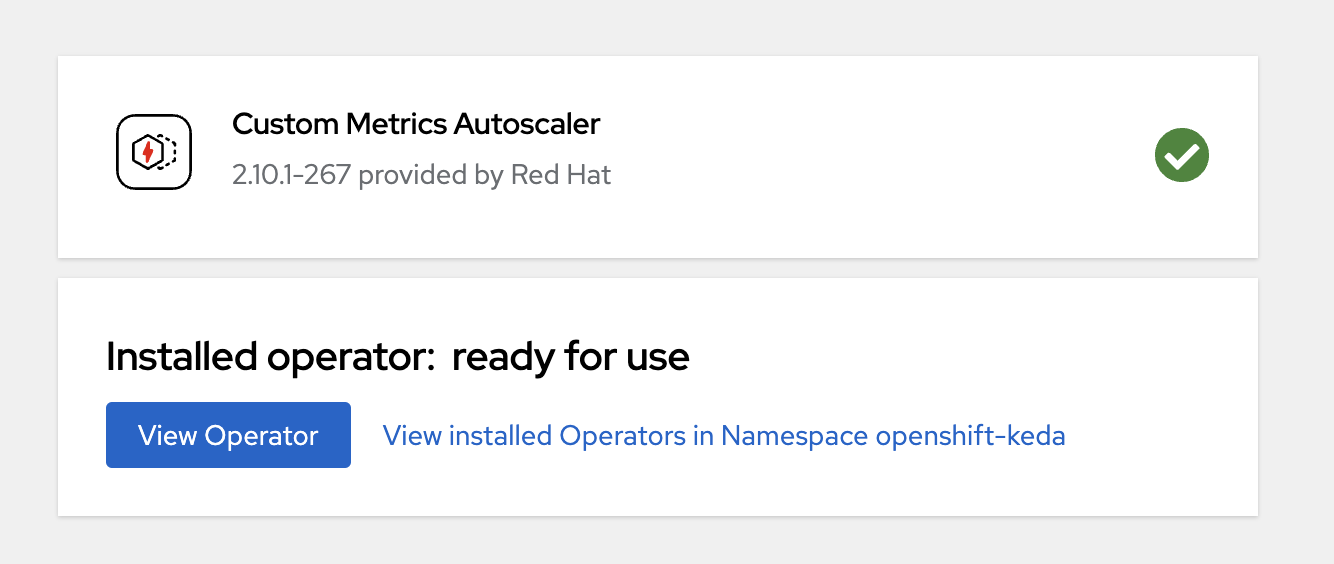 Custom Metrics Autoscaler
2.10.1-267 provided by Red Hat
Installed operator: ready for use
View Operator
View installed Operators in Namespace openshift-keda